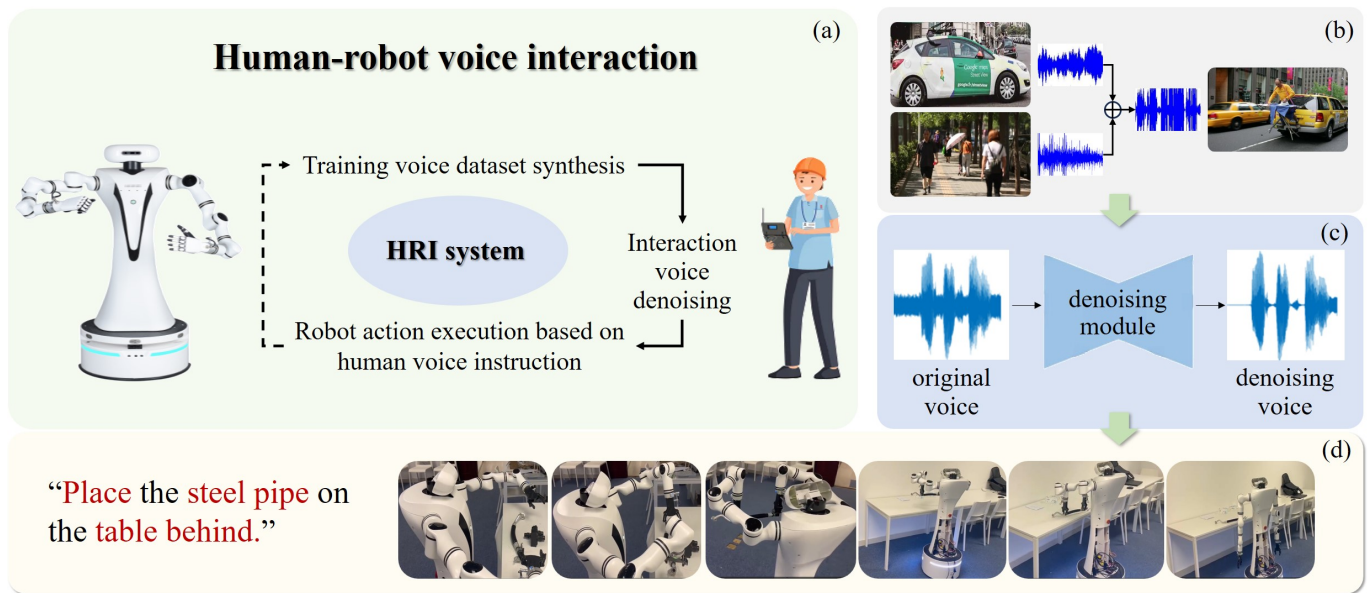 (a)
Human-robot voice interaction
Training voice dataset synthesis
HRI system
Interaction
voice
denoising
Robot action execution based on
human voice instruction
(b)
(c)
original
voice
denoising
module
denoising
voice
(d)
“Place the steel pipe on
the table behind.”